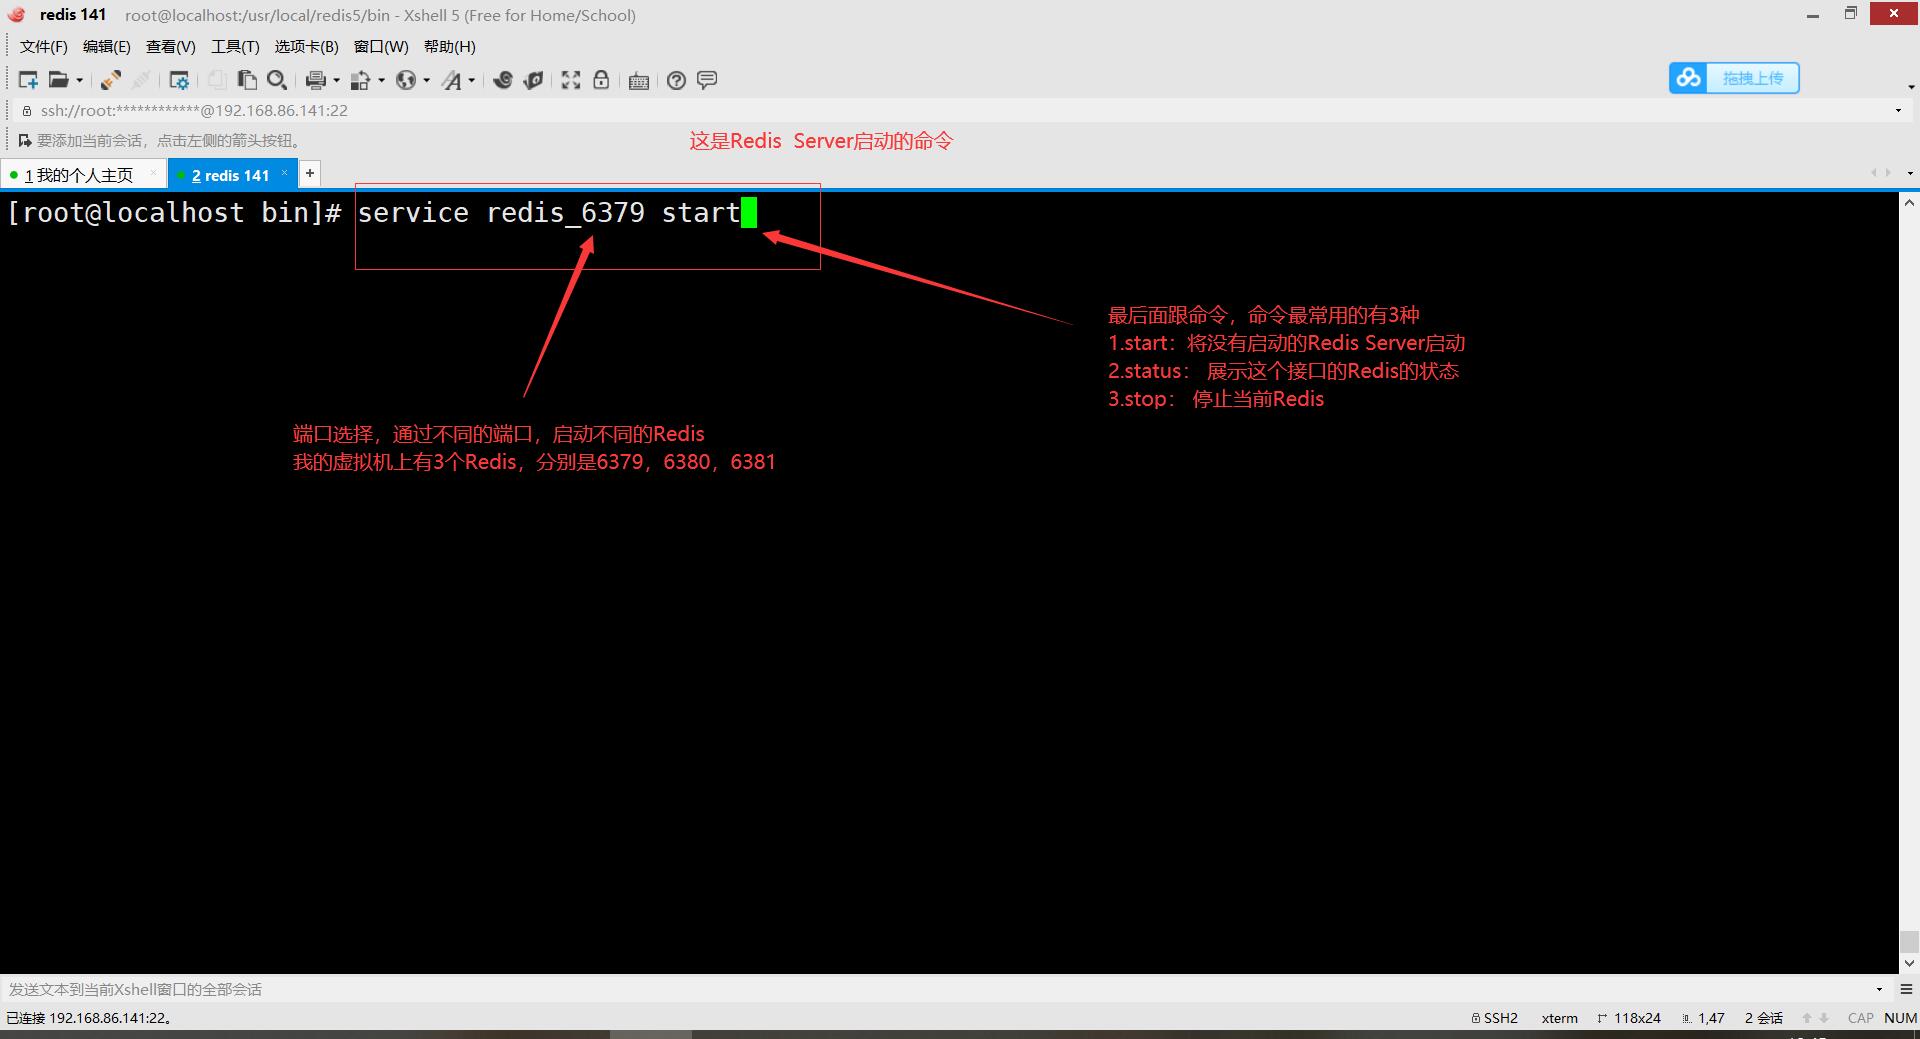 redis 141 root@localhost:/usr/local/redis5/bin - Xshell 5 (Free for Home/School)
文件(F) 编辑(E) 查看(V) 工具(T) 选项卡(B) 窗口(W) 帮助(H)
拖拽上传
ssh://root:************@192.168.86.141:22
要添加当前会话，点击左侧的箭头按钮。
这是Redis Server启动的命令
1 我的个人主页 × 2 redis 141 × +
[root@localhost bin]# service redis_6379 start
最后面跟命令，命令最常用的有3种
1.start：将没有启动的Redis Server启动
2.status： 展示这个接口的Redis的状态
3.stop： 停止当前Redis
端口选择，通过不同的端口，启动不同的Redis
我的虚拟机上有3个Redis，分别是6379，6380，6381
发送文本到当前Xshell窗口的全部会话
已连接 192.168.86.141:22。 SSH2 xterm 118x24 1,47 2 会话 CAP NUM